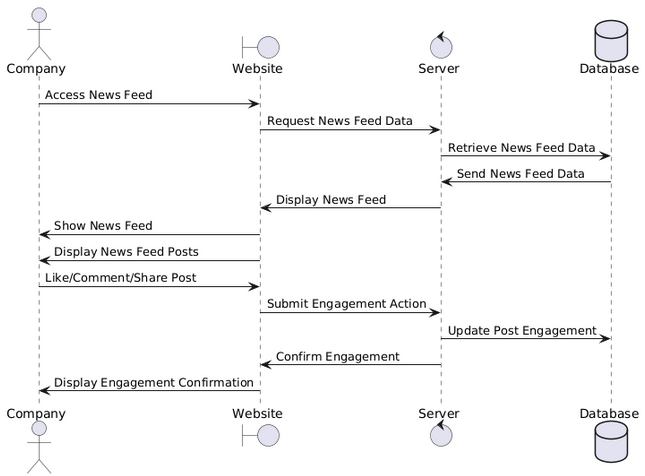 Company
Website
Server
Database
Access News Feed
Request News Feed Data
Retrieve News Feed Data
Send News Feed Data
Display News Feed
Show News Feed
Display News Feed Posts
Like/Comment/Share Post
Submit Engagement Action
Update Post Engagement
Confirm Engagement
Display Engagement Confirmation
Company
Website
Server
Database